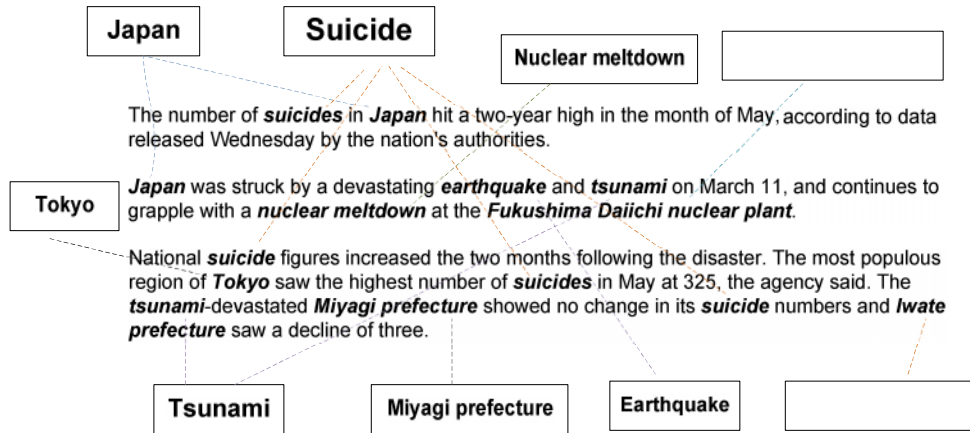 Japan
Suicide
Nuclear meltdown
The number of suicides in Japan hit a two-year high in the month of May, according to data
released Wednesday by the nation's authorities.
Japan was struck by a devastating earthquake and tsunami on March 11, and continues to
Tokyo
grapple with a nuclear meltdown at the Fukushima Daiichi nuclear plant.
National suicide figures increased the two months following the disaster. The most populous
region of Tokyo saw the highest number of suicides in May at 325, the agency said. The
tsunami-devastated Miyagi prefecture showed no change in its suicide numbers and Iwate
prefecture saw a decline of three.
Tsunami
Miyagi prefecture
Earthquake